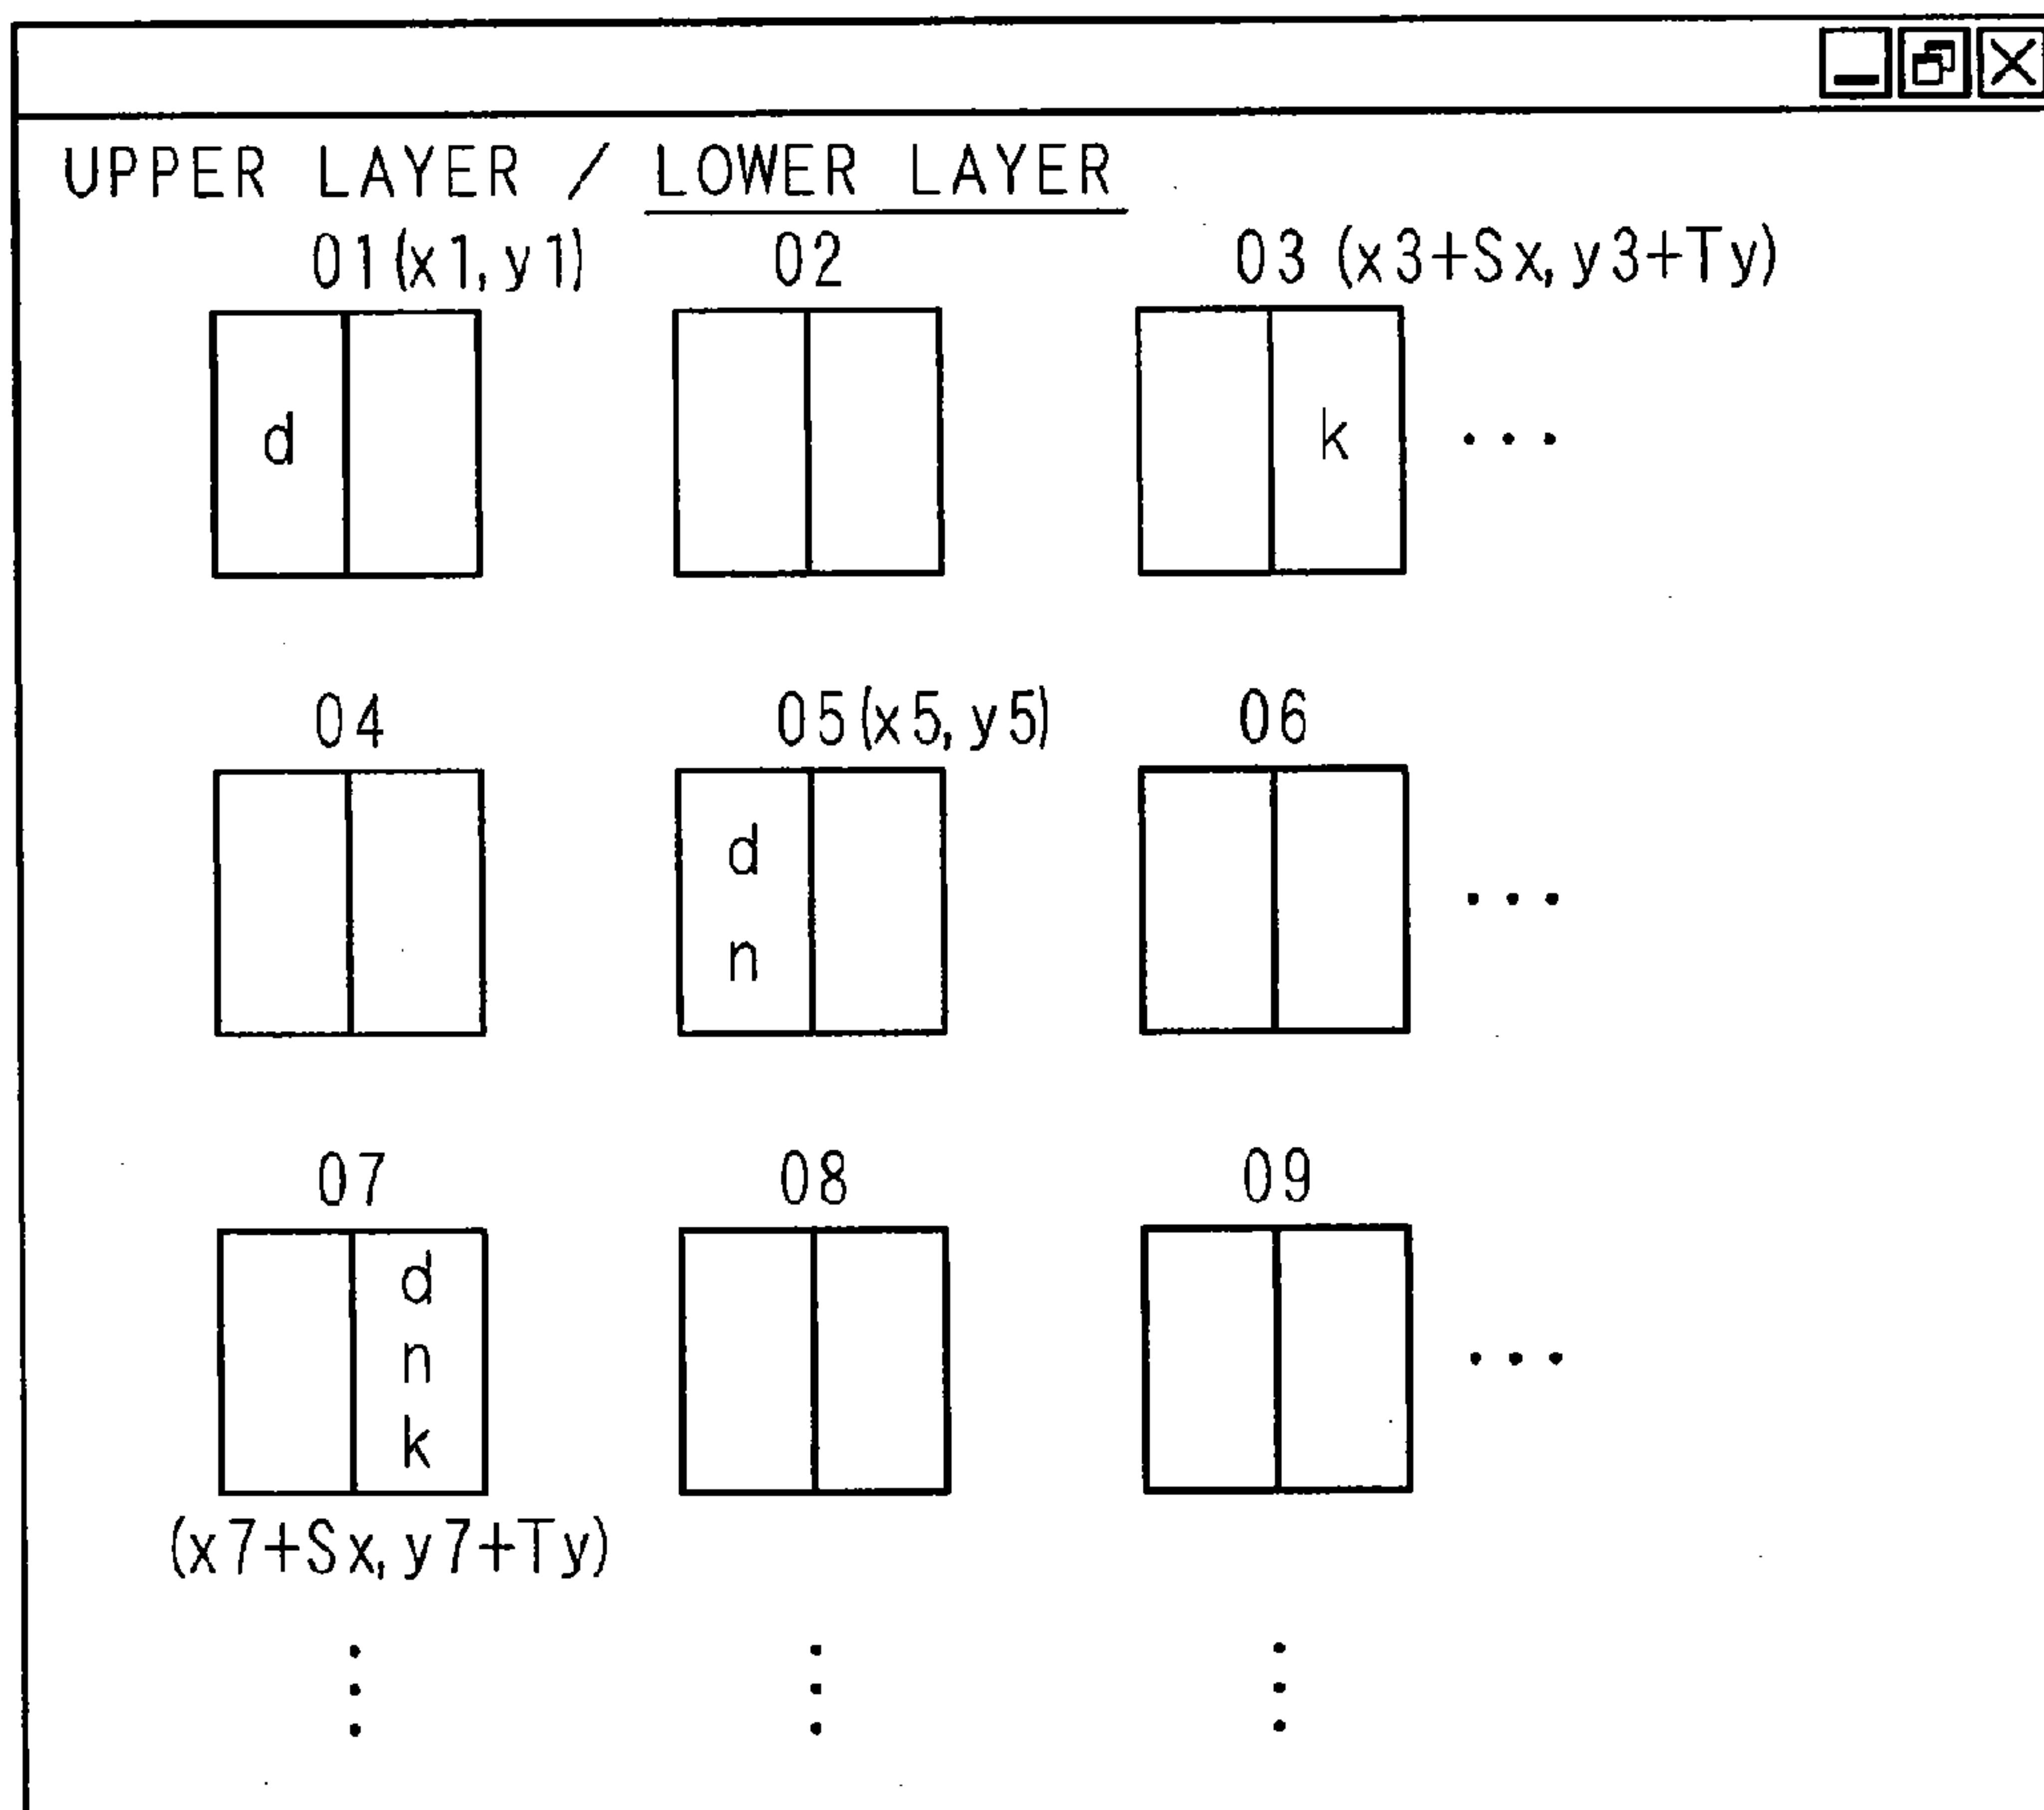 UPPER LAYER / LOWER LAYER
01(x1,y1) 02 03(x3+Sx,y3+Ty)
d k ...
04 05(x5,y5) 06
d
n
...
07 08 09
d
n
k
...
(x7+Sx,y7+Ty)